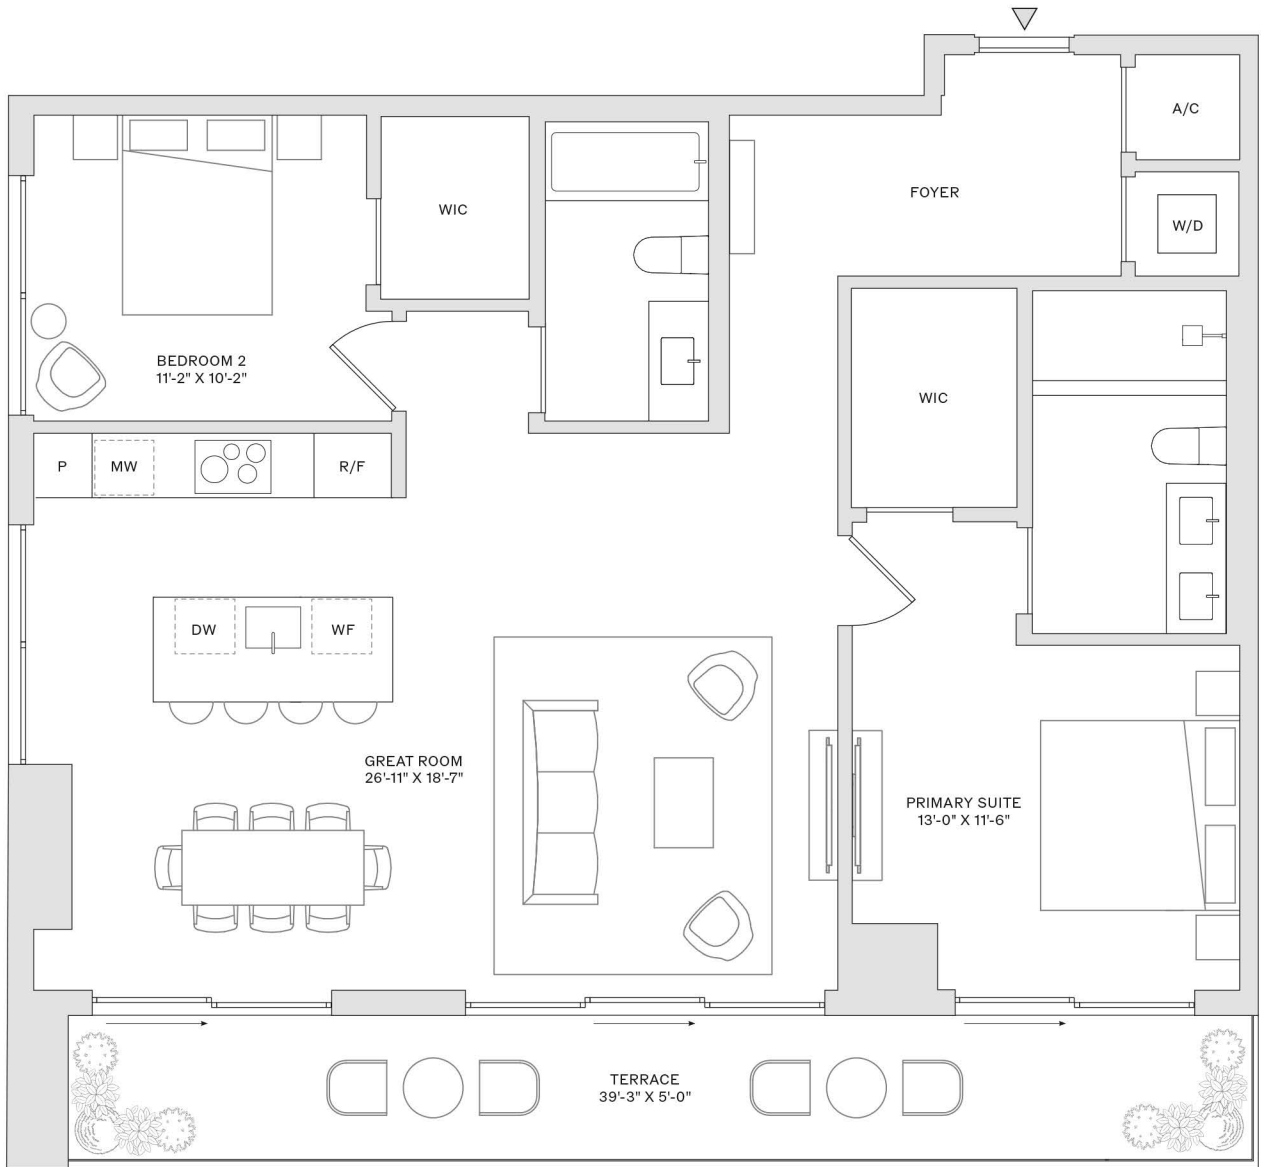 A/C
FOYER
WIC
W/D
BEDROOM 2
11'-2" X 10'-2"
WIC
P
MW
R/F
DW
WF
GREAT ROOM
26'-11" X 18'-7"
PRIMARY SUITE
13'-0" X 11'-6"
TERRACE
39'-3" X 5'-0"